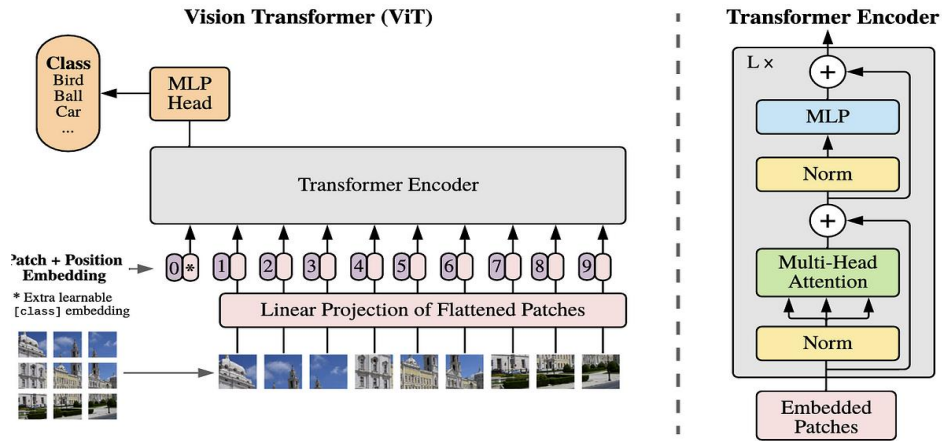 Vision Transformer (ViT)
Class
Bird
Ball
Car
...
MLP
Head
Transformer Encoder
Patch + Position
Embedding
* Extra learnable
[class] embedding
0 * 1 2 3 4 5 6 7 8 9
Linear Projection of Flattened Patches
Transformer Encoder
L ×
+
MLP
Norm
+
Multi-Head
Attention
Norm
Embedded
Patches